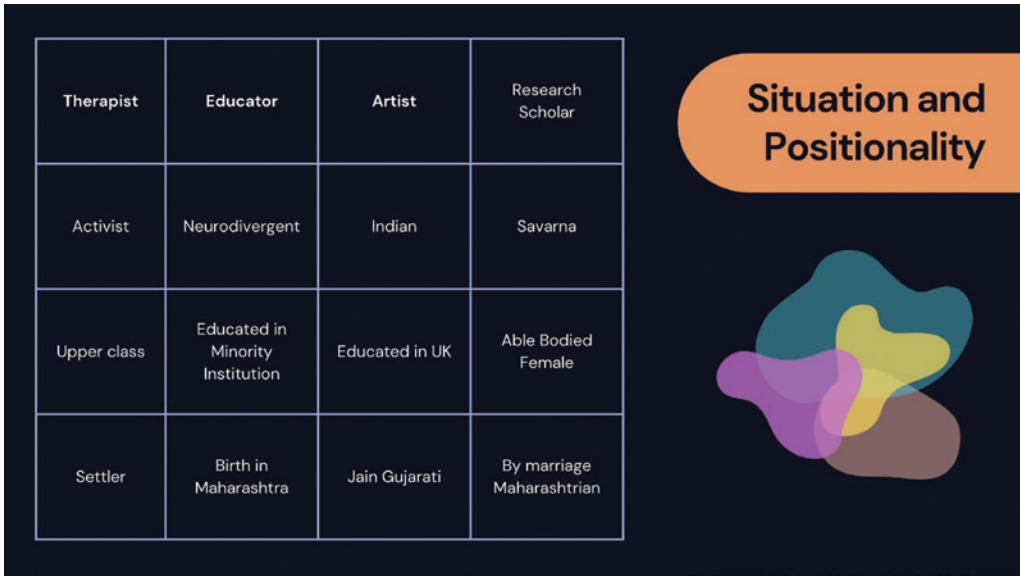 Situation and
Positionality
Therapist
Educator
Artist
Research
Scholar
Activist
Neurodivergent
Indian
Savarna
Upper class
Educated in
Minority
Institution
Educated in UK
Able Bodied
Female
Settler
Birth in
Maharashtra
Jain Gujarati
By marriage
Maharashtrian